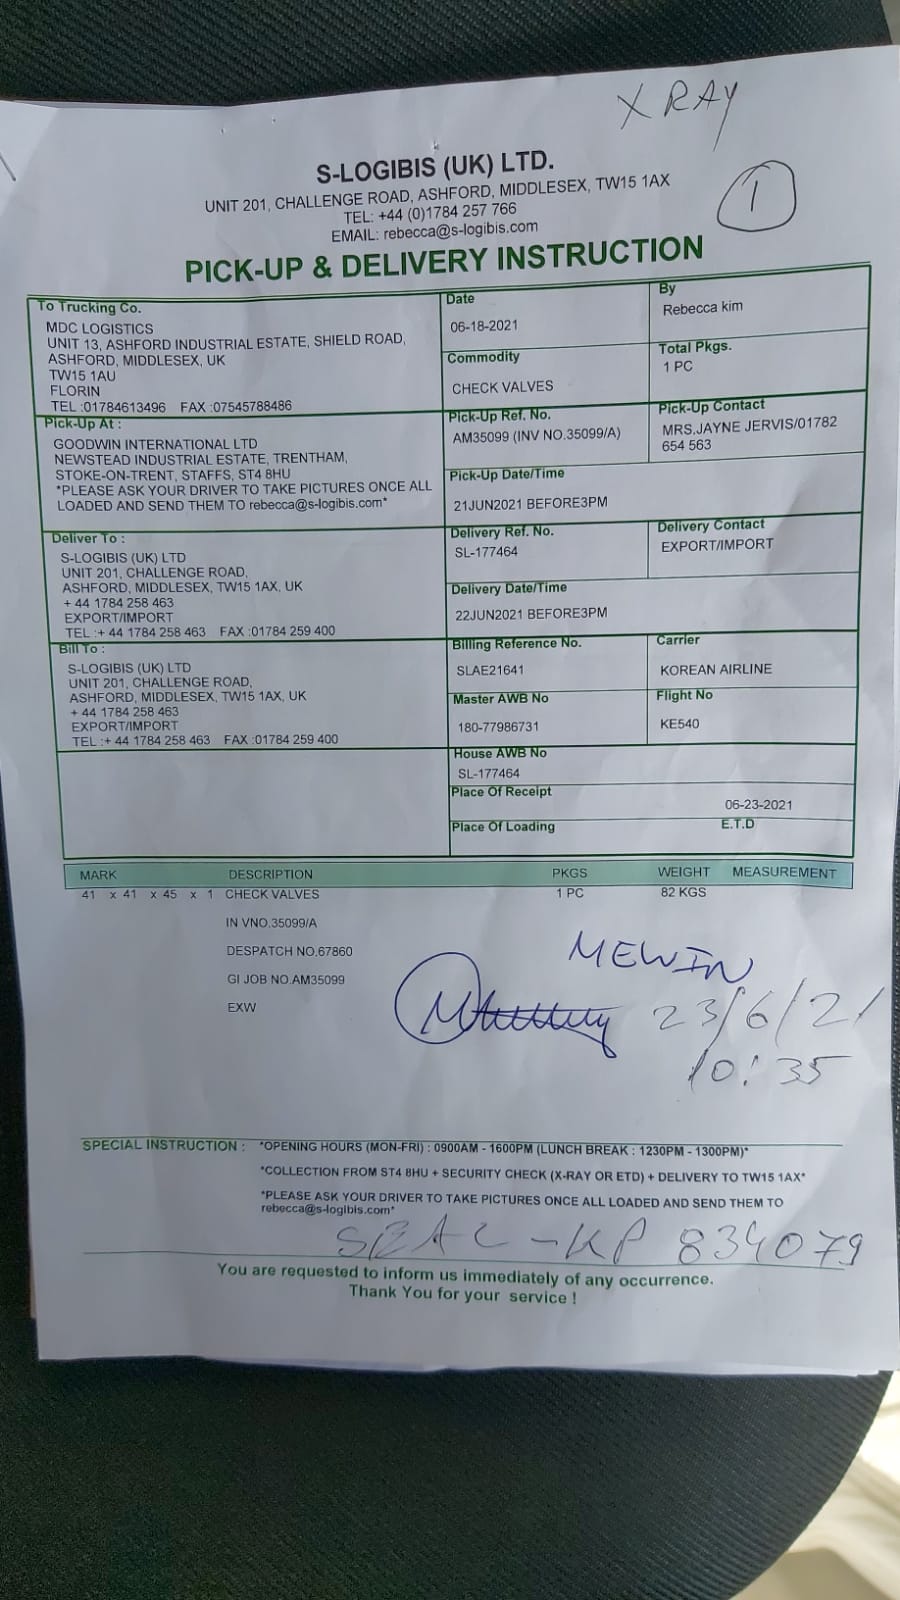 X RAY
1
S-LOGIBIS (UK) LTD.
UNIT 201, CHALLENGE ROAD, ASHFORD, MIDDLESEX, TW15 1AX
TEL: +44 (0)1784 257 766
EMAIL: rebecca@s-logibis.com
PICK-UP & DELIVERY INSTRUCTION
To Trucking Co.
MDC LOGISTICS
UNIT 13, ASHFORD INDUSTRIAL ESTATE, SHIELD ROAD,
ASHFORD, MIDDLESEX, UK
TW15 1AU
FLORIN
TEL :01784613496 FAX :07545788486
Date
06-18-2021
By
Rebecca kim
Commodity
CHECK VALVES
Total Pkgs.
1 PC
Pick-Up At :
GOODWIN INTERNATIONAL LTD
NEWSTEAD INDUSTRIAL ESTATE, TRENTHAM,
STOKE-ON-TRENT, STAFFS, ST4 8HU
*PLEASE ASK YOUR DRIVER TO TAKE PICTURES ONCE ALL
LOADED AND SEND THEM TO rebecca@s-logibis.com*
Pick-Up Ref. No.
AM35099 (INV NO.35099/A)
Pick-Up Contact
MRS.JAYNE JERVIS/01782
654 563
Pick-Up Date/Time
21JUN2021 BEFORE3PM
Deliver To :
S-LOGIBIS (UK) LTD
UNIT 201, CHALLENGE ROAD,
ASHFORD, MIDDLESEX, TW15 1AX, UK
+ 44 1784 258 463
EXPORT/IMPORT
TEL :+ 44 1784 258 463 FAX :01784 259 400
Delivery Ref. No.
SL-177464
Delivery Contact
EXPORT/IMPORT
Delivery Date/Time
22JUN2021 BEFORE3PM
Bill To :
S-LOGIBIS (UK) LTD
UNIT 201, CHALLENGE ROAD,
ASHFORD, MIDDLESEX, TW15 1AX, UK
+ 44 1784 258 463
EXPORT/IMPORT
TEL :+ 44 1784 258 463 FAX :01784 259 400
Billing Reference No.
SLAE21641
Carrier
KOREAN AIRLINE
Master AWB No
180-77986731
Flight No
KE540
House AWB No
SL-177464
Place Of Receipt
06-23-2021
Place Of Loading
E.T.D
MARK DESCRIPTION PKGS WEIGHT MEASUREMENT
41 x 41 x 45 x 1 CHECK VALVES 1 PC 82 KGS
IN VNO.35099/A
DESPATCH NO.67860
GI JOB NO.AM35099
EXW
MEWIN
23/6/21
10:35
SPECIAL INSTRUCTION : *OPENING HOURS (MON-FRI) : 0900AM - 1600PM (LUNCH BREAK : 1230PM - 1300PM)*
*COLLECTION FROM ST4 8HU + SECURITY CHECK (X-RAY OR ETD) + DELIVERY TO TW15 1AX*
*PLEASE ASK YOUR DRIVER TO TAKE PICTURES ONCE ALL LOADED AND SEND THEM TO
rebecca@s-logibis.com*
SEAL - KP 834079
You are requested to inform us immediately of any occurrence.
Thank You for your service !